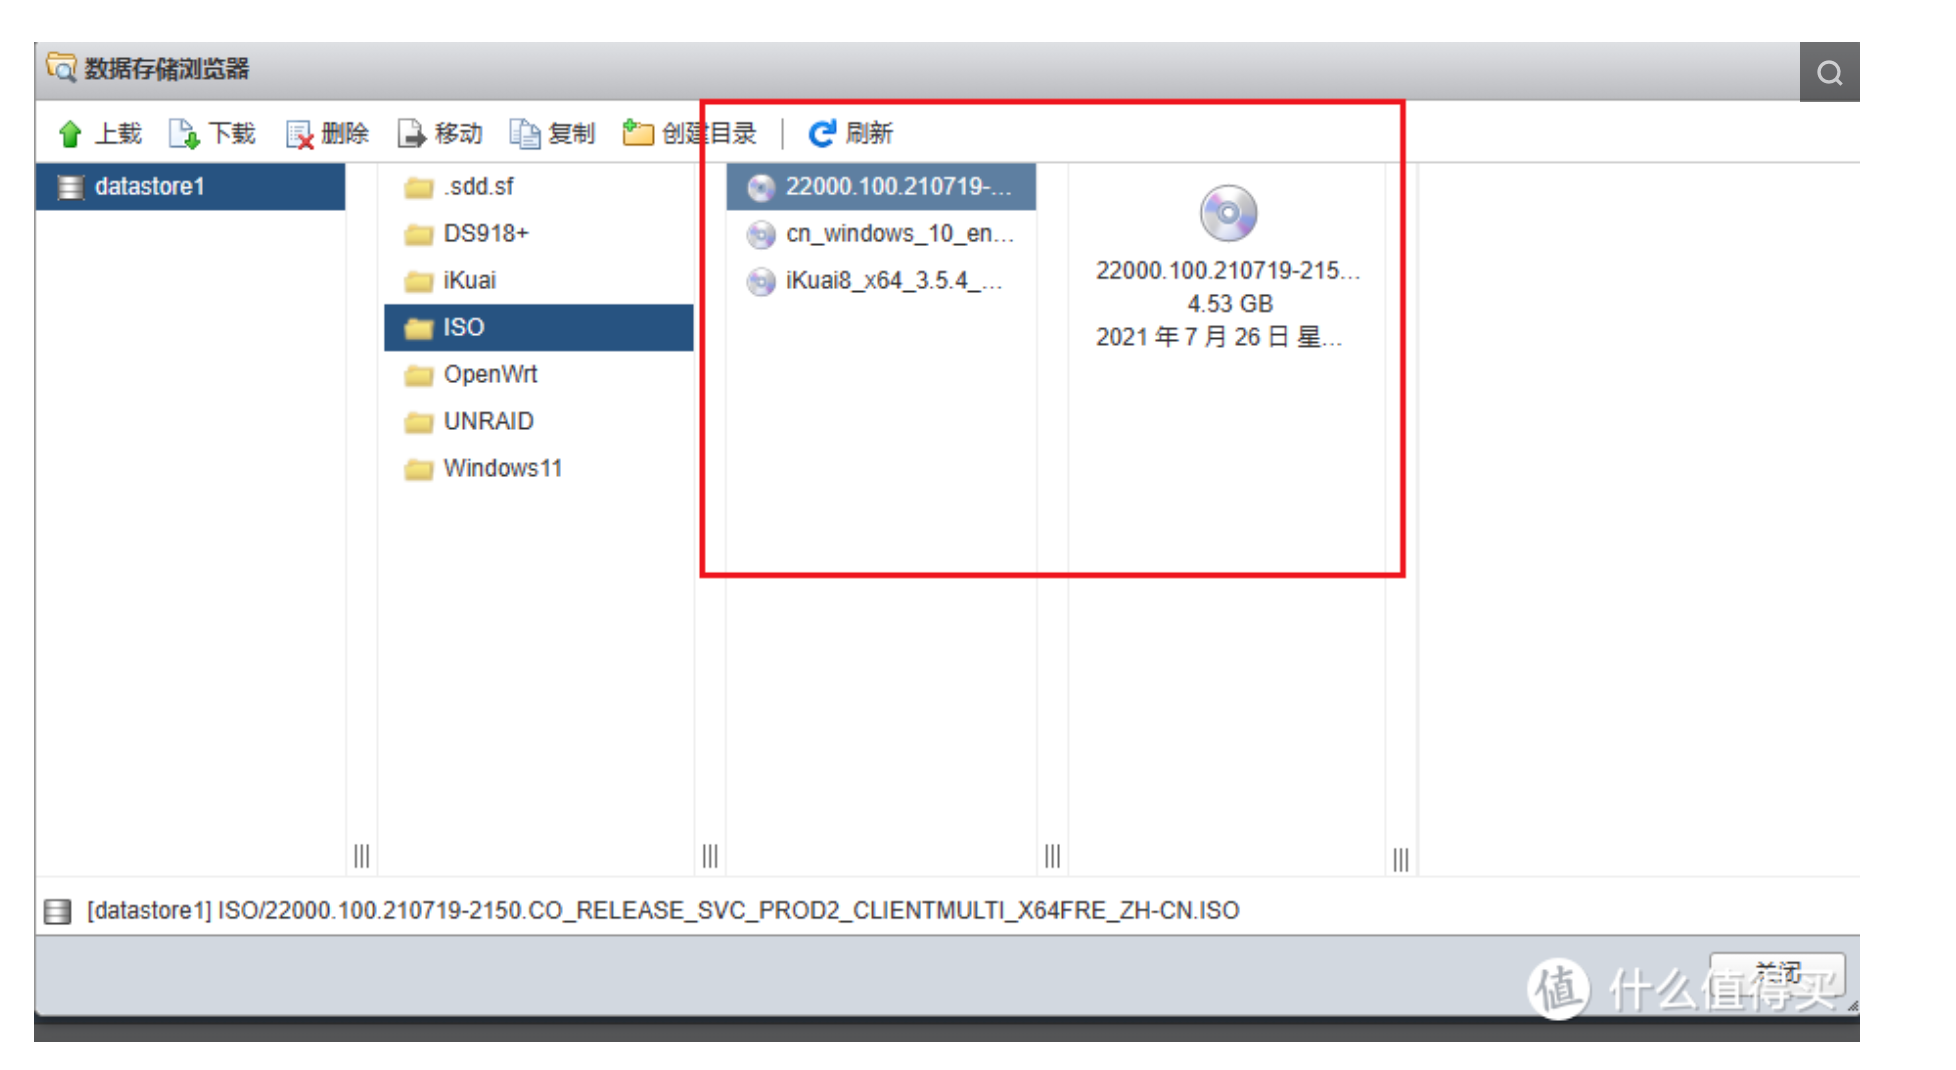 数据存储浏览器
上载 下载 删除 移动 复制 创建目录 刷新
datastore1
.sdd.sf
DS918+
iKuai
ISO
OpenWrt
UNRAID
Windows11
22000.100.210719-...
cn_windows_10_en...
iKuai8_x64_3.5.4_...
22000.100.210719-215...
4.53 GB
2021 年 7 月 26 日 星...
[datastore1] ISO/22000.100.210719-2150.CO_RELEASE_SVC_PROD2_CLIENTMULTI_X64FRE_ZH-CN.ISO
关闭
值 什么值得买